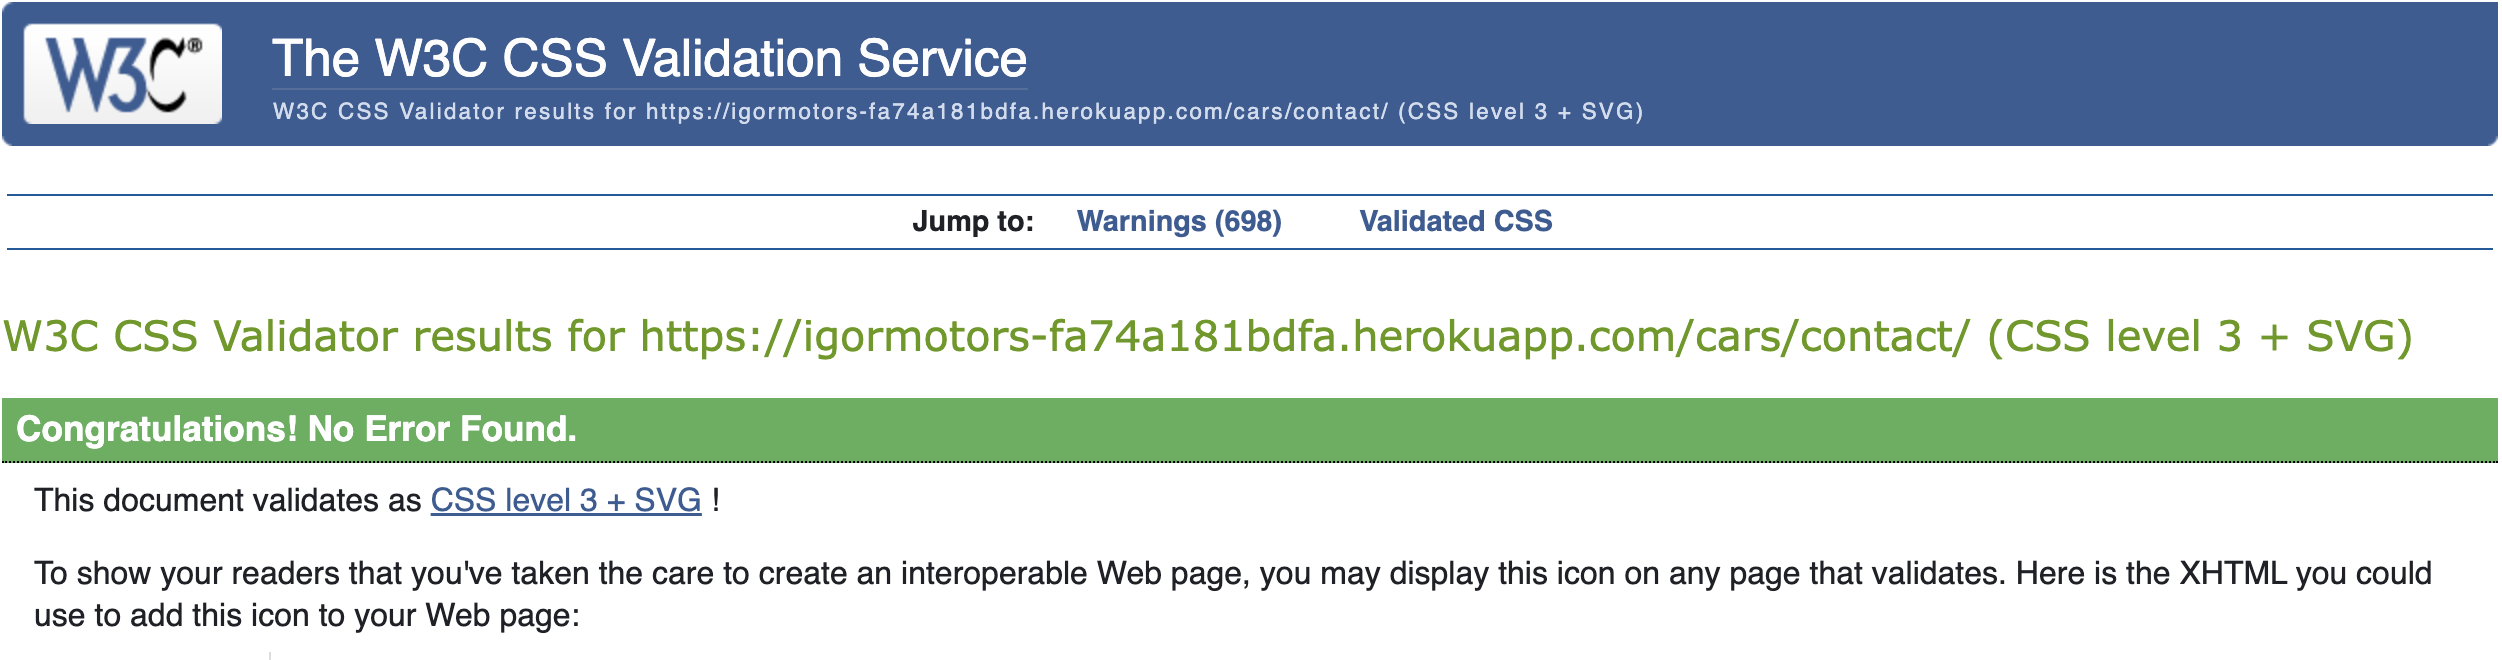 W3C®
The W3C CSS Validation Service
W3C CSS Validator results for https://igormotors-fa74a181bdfa.herokuapp.com/cars/contact/ (CSS level 3 + SVG)
Jump to: Warnings (698) Validated CSS
W3C CSS Validator results for https://igormotors-fa74a181bdfa.herokuapp.com/cars/contact/ (CSS level 3 + SVG)
Congratulations! No Error Found.
This document validates as CSS level 3 + SVG !
To show your readers that you've taken the care to create an interoperable Web page, you may display this icon on any page that validates. Here is the XHTML you could
use to add this icon to your Web page: